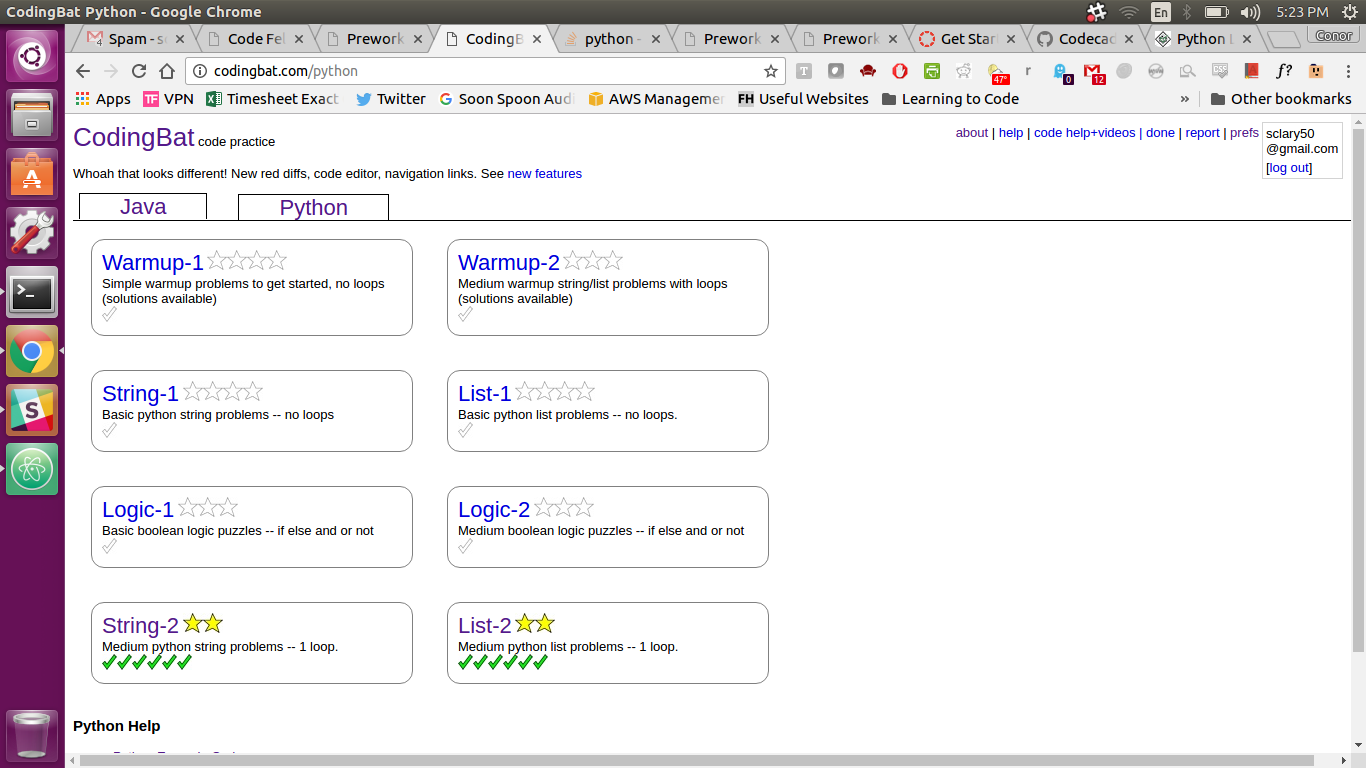 CodingBat Python - Google Chrome
En
5:23 PM
Spam - s
Code Fel
Prework
CodingB
python -
Prework
Prework
Get Star
Codecad
Python L
Conor
codingbat.com/python
47°
0
12
Apps
VPN
Timesheet Exact
Twitter
Soon Spoon Audi
AWS Managemen
Useful Websites
Learning to Code
»
Other bookmarks
CodingBat code practice
about | help | code help+videos | done | report | prefs
sclary50
@gmail.com
[log out]
Whoah that looks different! New red diffs, code editor, navigation links. See new features
Java
Python
Warmup-1
Simple warmup problems to get started, no loops
(solutions available)
Warmup-2
Medium warmup string/list problems with loops
(solutions available)
String-1
Basic python string problems -- no loops
List-1
Basic python list problems -- no loops.
Logic-1
Basic boolean logic puzzles -- if else and or not
Logic-2
Medium boolean logic puzzles -- if else and or not
String-2
Medium python string problems -- 1 loop.
List-2
Medium python list problems -- 1 loop.
Python Help